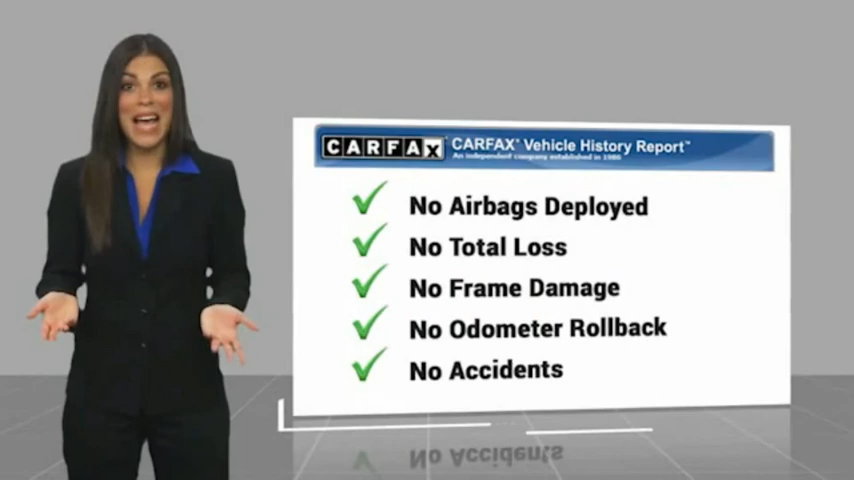 CARFAX
CARFAX™ Vehicle History Report™
An independent company established in 1986
No Airbags Deployed
No Total Loss
No Frame Damage
No Odometer Rollback
No Accidents
No Accidents